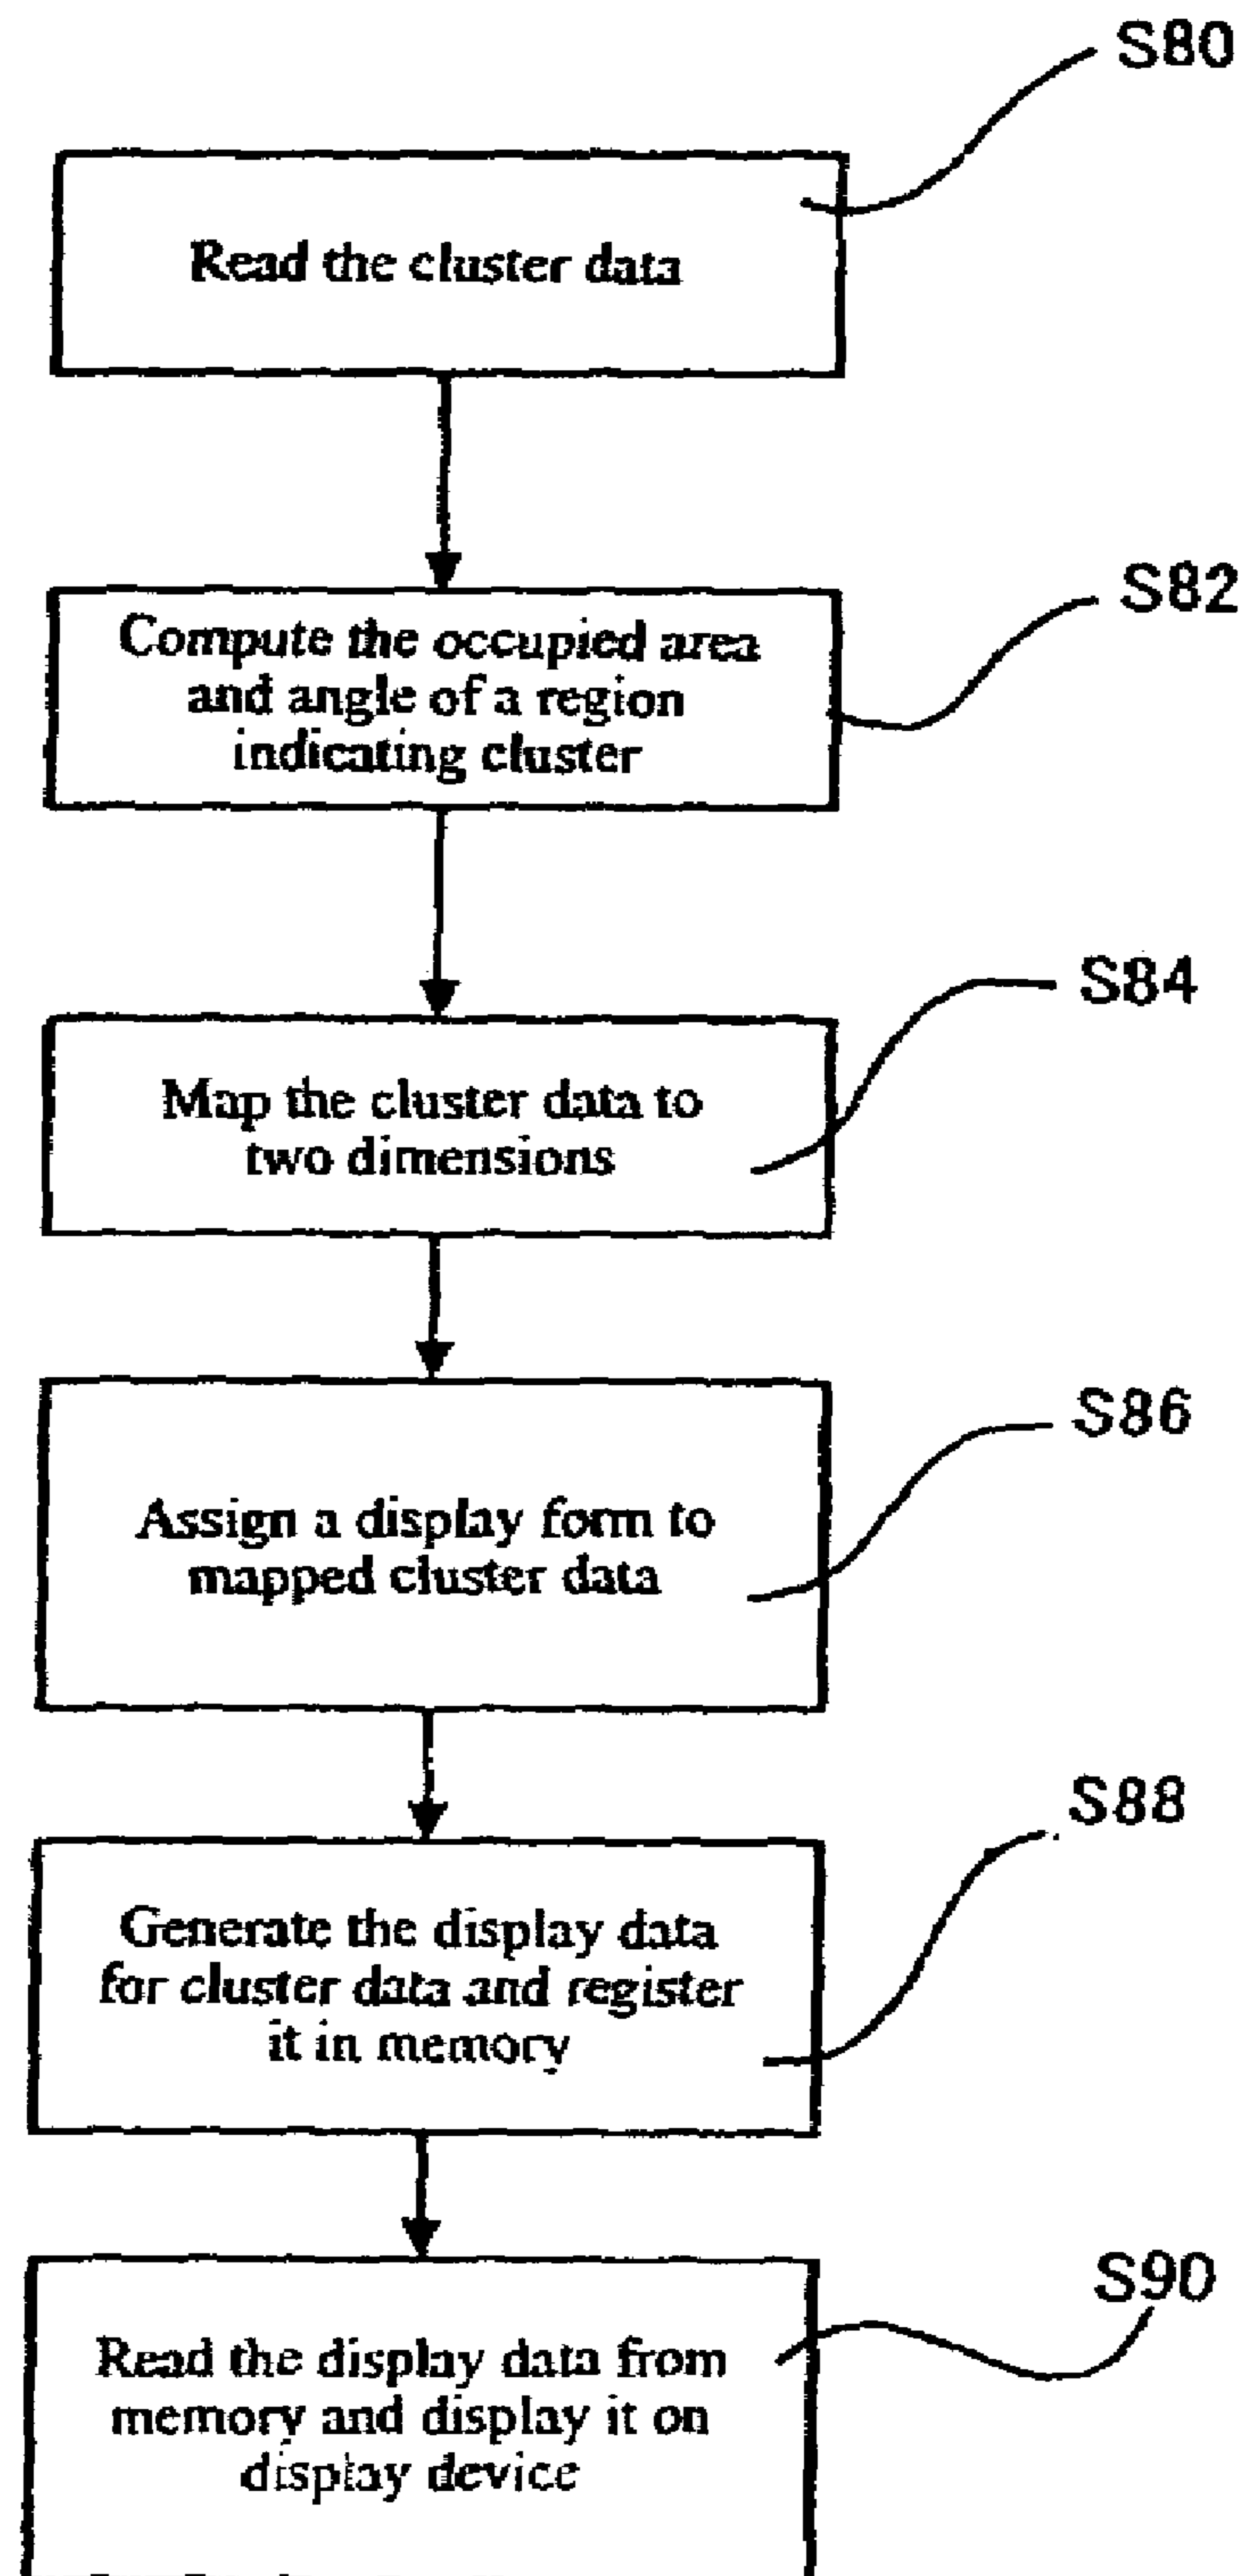 S80
Read the cluster data
S82
Compute the occupied area
and angle of a region
indicating cluster
S84
Map the cluster data to
two dimensions
S86
Assign a display form to
mapped cluster data
S88
Generate the display data
for cluster data and register
it in memory
S90
Read the display data from
memory and display it on
display device